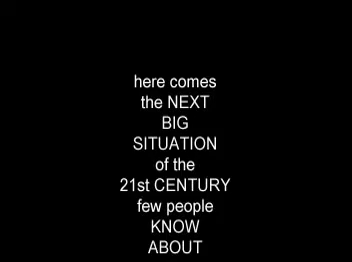 here comes
the NEXT
BIG
SITUATION
of the
21st CENTURY
few people
KNOW
ABOUT